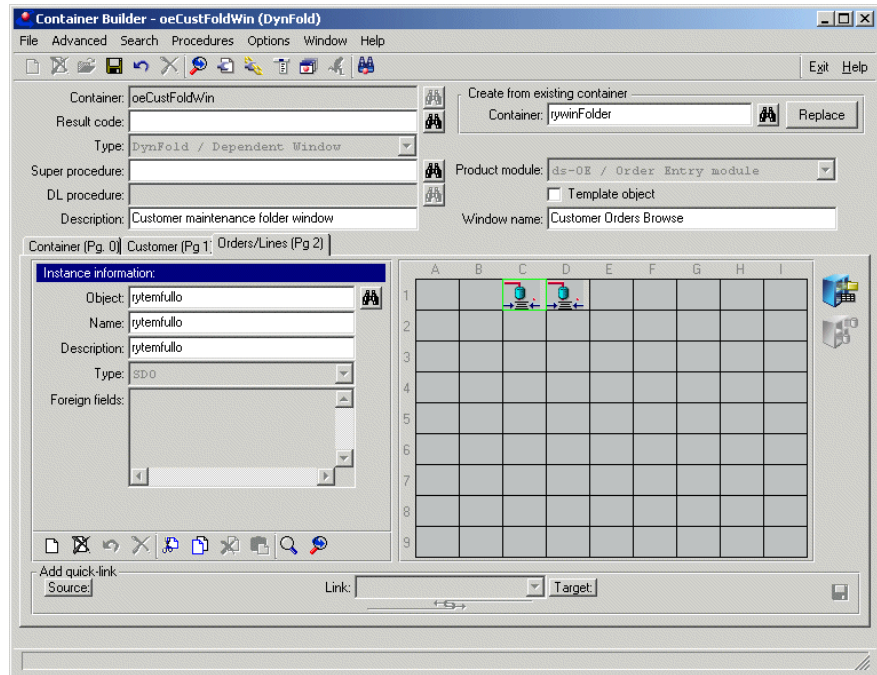 Container Builder - oeCustFoldWin (DynFold)
File Advanced Search Procedures Options Window Help
Exit Help
Container: oeCustFoldWin
Create from existing container
Result code:
Container: rywinFolder Replace
Type: DynFold / Dependent Window
Super procedure:
Product module: ds-OE / Order Entry module
DL procedure:
Template object
Description: Customer maintenance folder window
Window name: Customer Orders Browse
Container (Pg. 0) Customer (Pg 1) Orders/Lines (Pg 2)
Instance information:
A B C D E F G H I
Object: rytemfullo
1
Name: rytemfullo
2
Description: rytemfullo
3
Type: SDO
4
Foreign fields:
5
6
7
8
9
Add quick-link
Source: Link: Target: